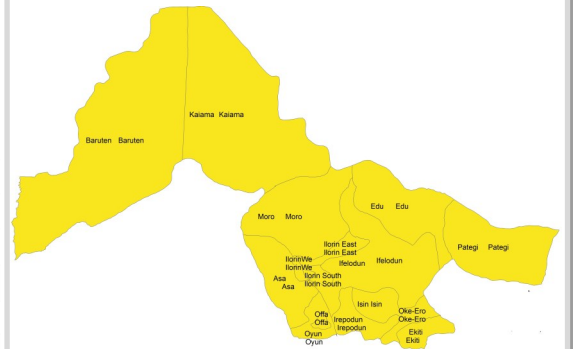 Kaiama Kaiama
Baruten Baruten
Edu Edu
Moro Moro
Pategi Pategi
Ilorin East
Ilorin East
IlorinWe
IlorinWe
Ifelodun
Ifelodun
Ilorin South
Ilorin South
Asa
Asa
Isin Isin
Offa
Offa
Oke-Ero
Oke-Ero
Irepodun
Irepodun
Oyun
Oyun
Ekiti
Ekiti